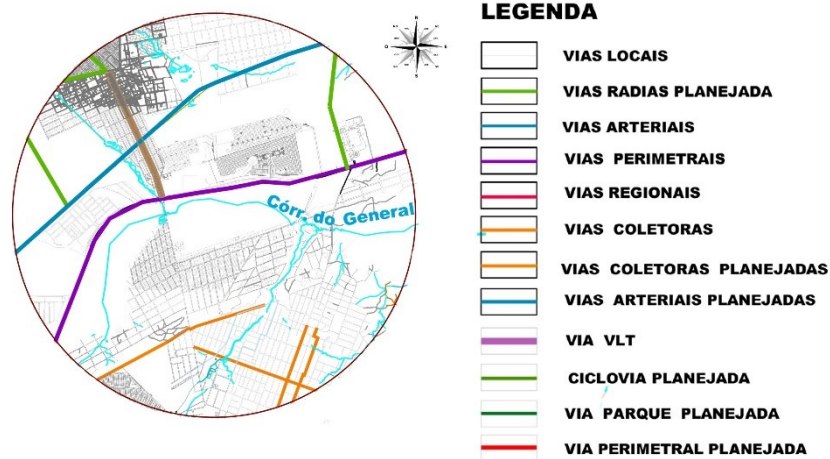 LEGENDA
N
O
E
S
Córr. do General
VIAS LOCAIS
VIAS RADIAS PLANEJADA
VIAS ARTERIAIS
VIAS PERIMETRAIS
VIAS REGIONAIS
VIAS COLETORAS
VIAS COLETORAS PLANEJADAS
VIAS ARTERIAIS PLANEJADAS
VIA VLT
CICLOVIA PLANEJADA
VIA PARQUE PLANEJADA
VIA PERIMETRAL PLANEJADA